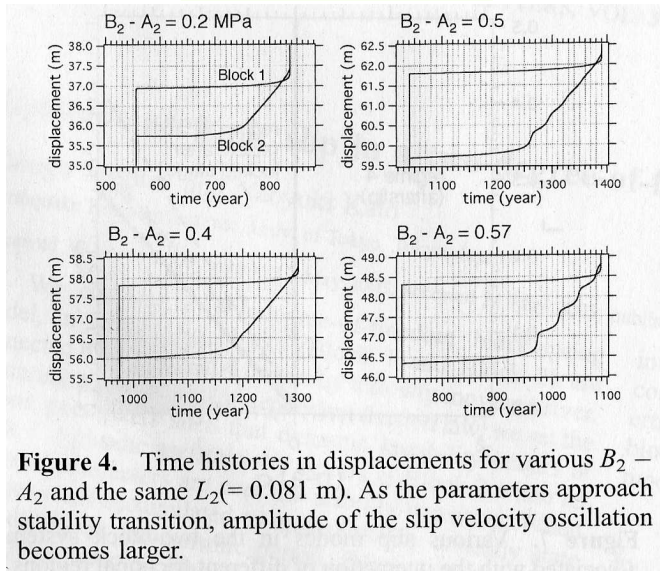 B₂ - A₂ = 0.2 MPa
displacement (m)
38.0
37.5
37.0
36.5
36.0
35.5
35.0
Block 1
Block 2
500 600 700 800
time (year)
B₂ - A₂ = 0.5
displacement (m)
62.5
62.0
61.5
61.0
60.5
60.0
59.5
1100 1200 1300 1400
time (year)
B₂ - A₂ = 0.4
displacement (m)
58.5
58.0
57.5
57.0
56.5
56.0
55.5
1000 1100 1200 1300
time (year)
B₂ - A₂ = 0.57
displacement (m)
49.0
48.5
48.0
47.5
47.0
46.5
46.0
800 900 1000 1100
time (year)
Figure 4. Time histories in displacements for various B₂ –
A₂ and the same L₂(= 0.081 m). As the parameters approach
stability transition, amplitude of the slip velocity oscillation
becomes larger.